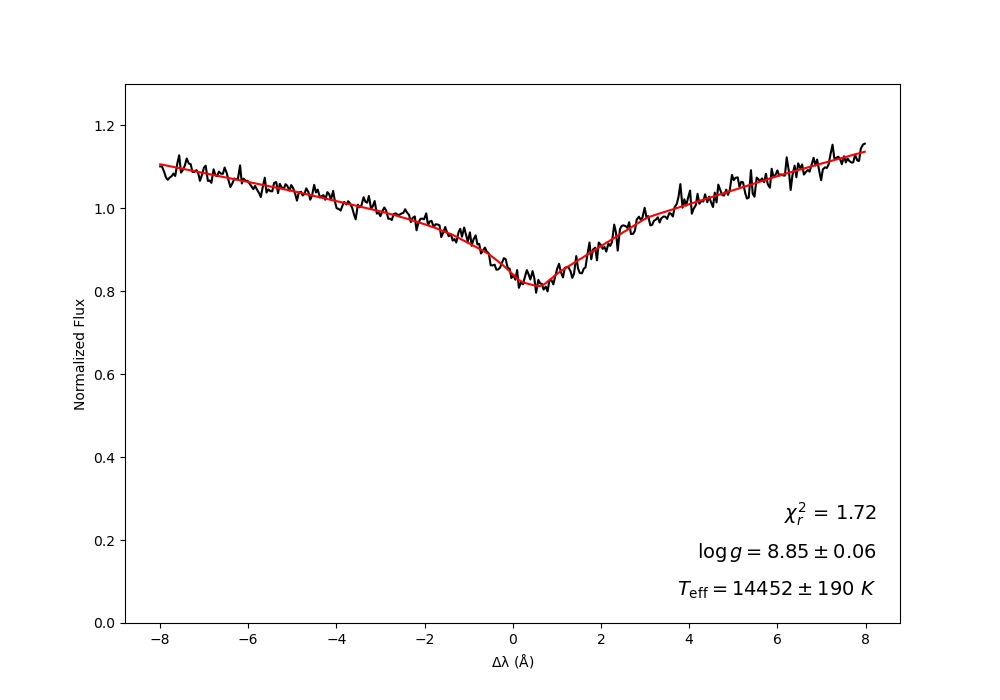 1.2
1.0
0.8
0.6
0.4
0.2
0.0
Normalized Flux
χ²ᵣ = 1.72
log g = 8.85 ± 0.06
T_eff = 14452 ± 190 K
−8 −6 −4 −2 0 2 4 6 8
Δλ (Å)